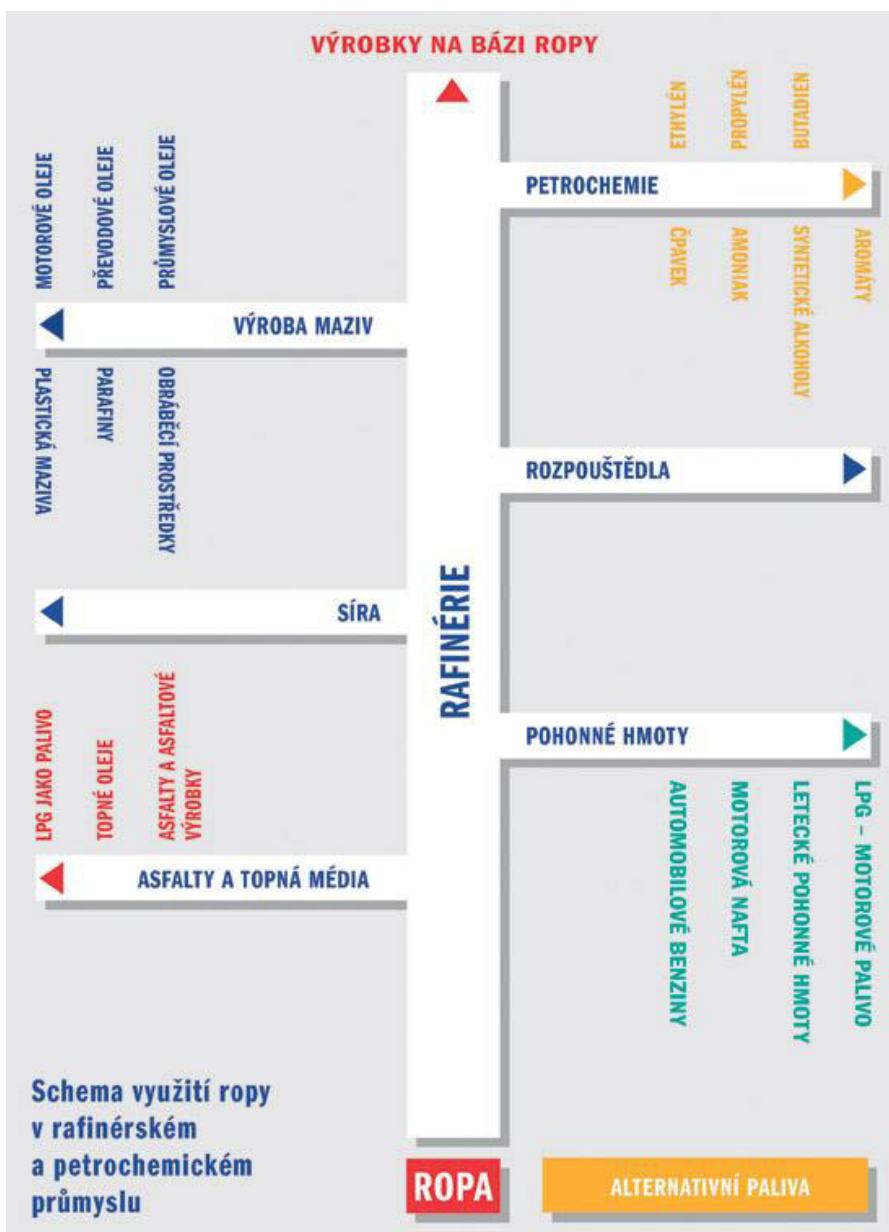 VÝROBKY NA BÁZI ROPY
ETHYLÉN
PROPYLÉN
BUTADIEN
PETROCHEMIE
ČPAVEK
AMONIAK
SYNTETICKÉ ALKOHOLY
AROMÁTY
MOTOROVÉ OLEJE
PŘEVODOVÉ OLEJE
PRŮMYSLOVÉ OLEJE
VÝROBA MAZIV
PLASTICKÁ MAZIVA
PARAFINY
OBRÁBĚCÍ PROSTŘEDKY
ROZPOUŠTĚDLA
RAFINÉRIE
SÍRA
LPG JAKO PALIVO
TOPNÉ OLEJE
ASFALTY A ASFALTOVÉ
VÝROBKY
ASFALTY A TOPNÁ MÉDIA
POHONNÉ HMOTY
AUTOMOBILOVÉ BENZINY
MOTOROVÁ NAFTA
LETECKÉ POHONNÉ HMOTY
LPG – MOTOROVÉ PALIVO
Schema využití ropy
v rafinérském
a petrochemickém
průmyslu
ROPA
ALTERNATIVNÍ PALIVA